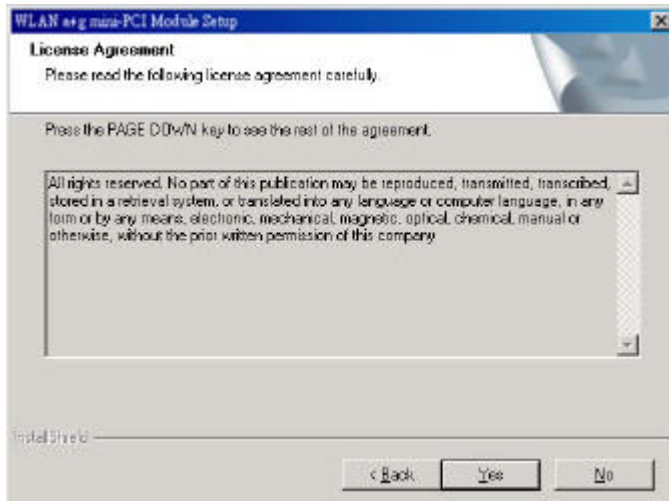 WLAN a+g mini-PCI Module Setup
License Agreement
Please read the following license agreement carefully.
Press the PAGE DOWN key to see the rest of the agreement.
All rights reserved. No part of this publication may be reproduced, transmitted, transcribed,
stored in a retrieval system, or translated into any language or computer language, in any
form or by any means, electronic, mechanical, magnetic, optical, chemical, manual or
otherwise, without the prior written permission of this company
InstallShield
< Back
Yes
No